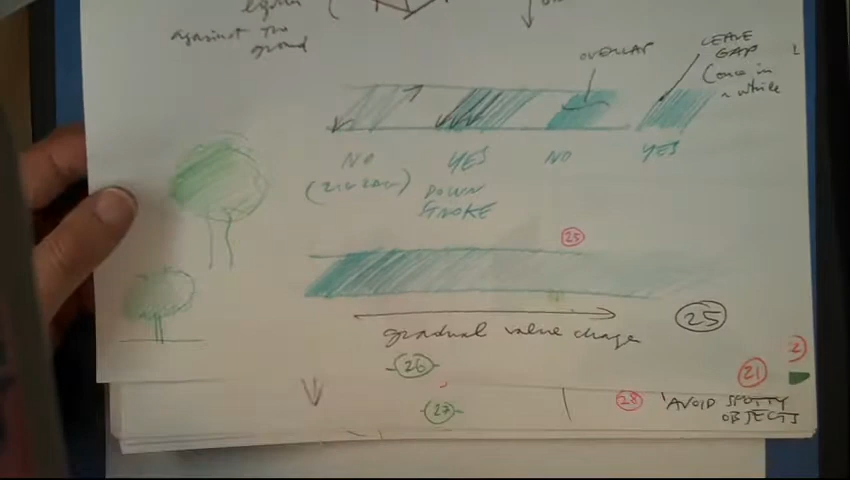 against the
ground
OVERLAP
LEAVE
GAP
(once in
a while
NO
YES
NO
YES
(ZIG ZAG)
DOWN
STROKE
25
gradual value change
25
26
2
21
27
28
'AVOID SPOTTY
OBJECTS